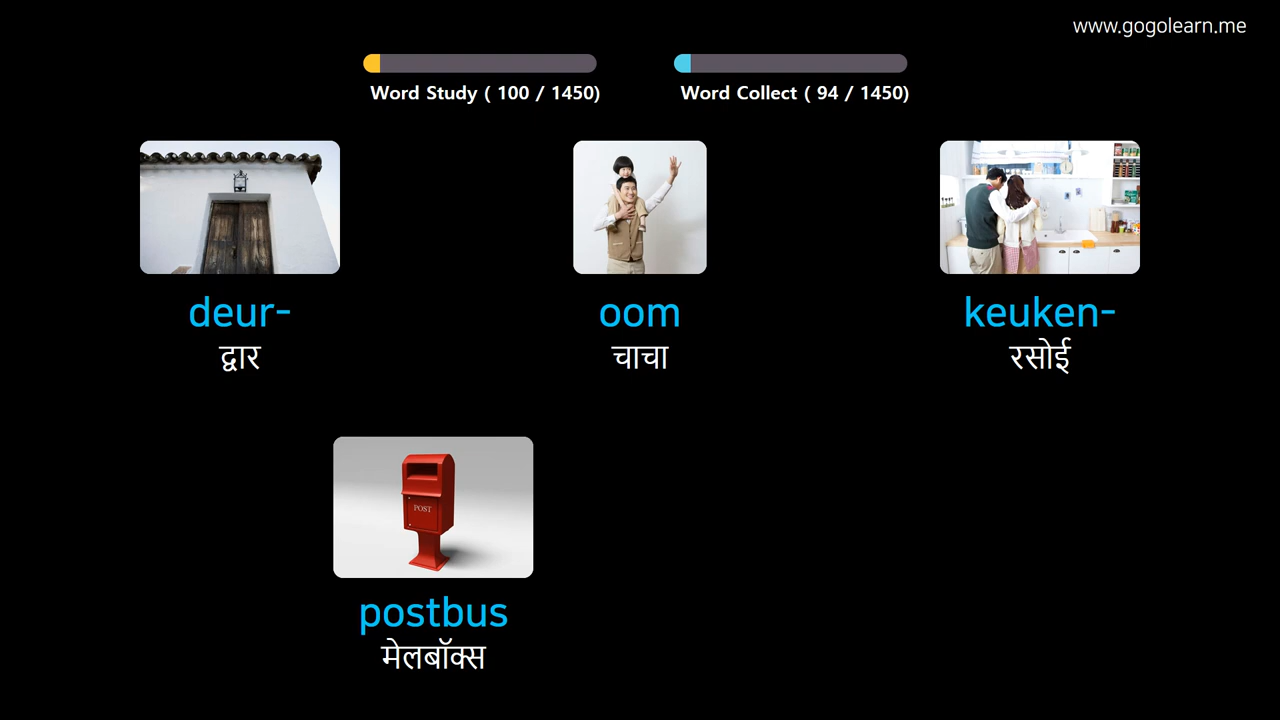 www.gogolearn.me
Word Study ( 100 / 1450)
Word Collect ( 94 / 1450)
deur-
द्वार
oom
चाचा
keuken-
रसोई
POST
postbus
मेलबॉक्स